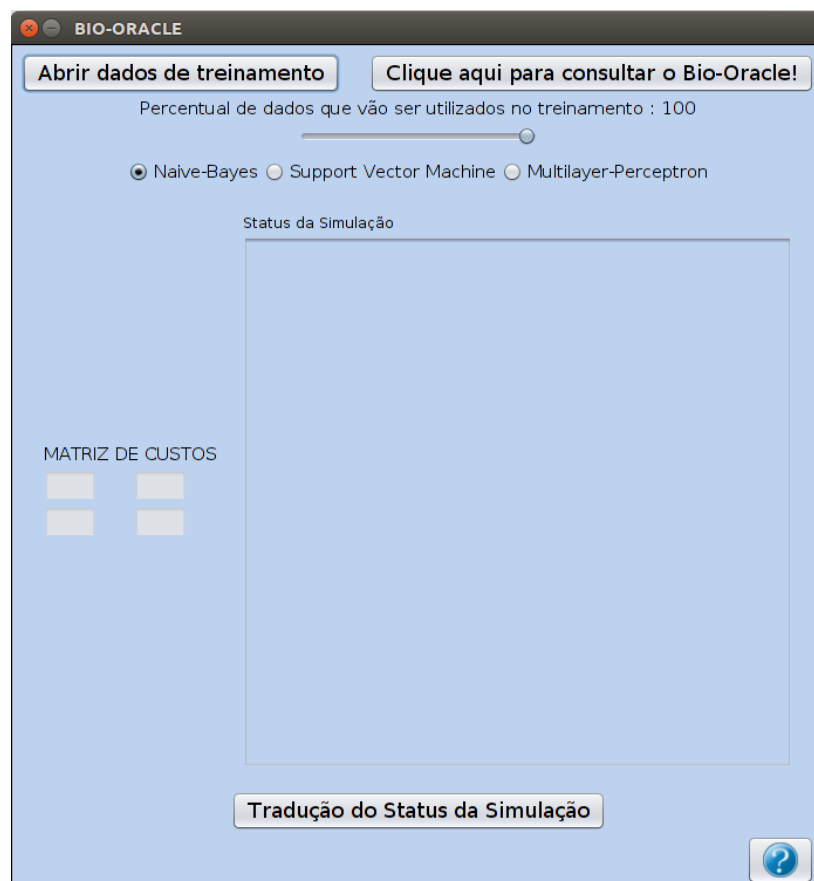 BIO-ORACLE
Abrir dados de treinamento
Clique aqui para consultar o Bio-Oracle!
Percentual de dados que vão ser utilizados no treinamento : 100
Naive-Bayes Support Vector Machine Multilayer-Perceptron
Status da Simulação
MATRIZ DE CUSTOS
Tradução do Status da Simulação
?